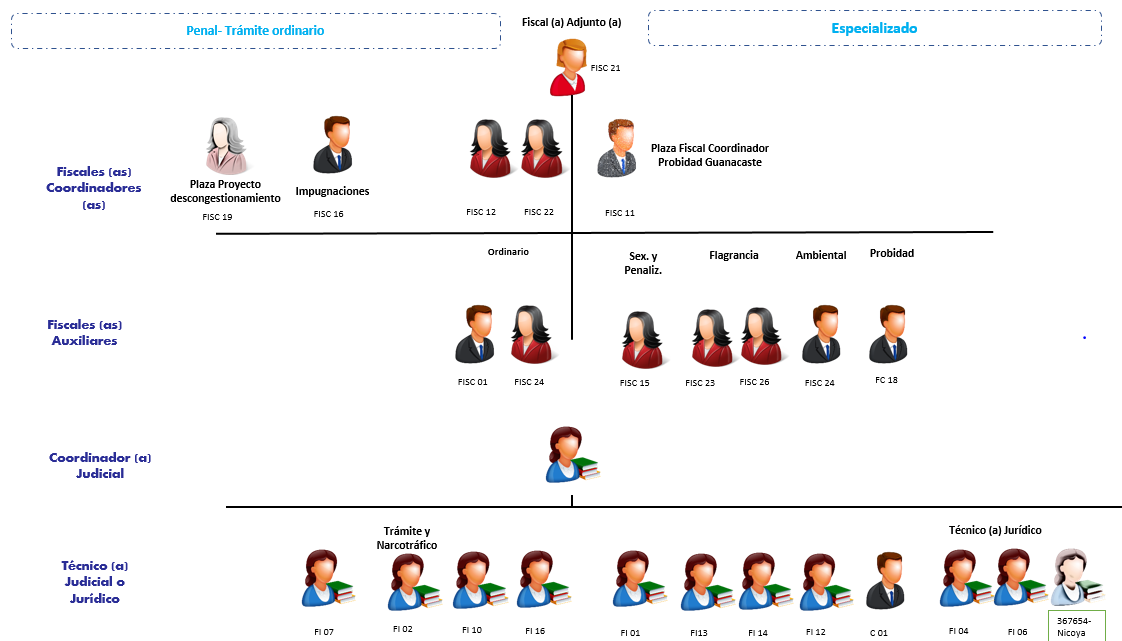 Penal- Trámite ordinario
Fiscal (a) Adjunto (a)
Especializado
FISC 21
Fiscales (as)
Coordinadores
(as)
Plaza Proyecto
descongestionamiento
FISC 19
Impugnaciones
FISC 16
FISC 12
FISC 22
FISC 11
Plaza Fiscal Coordinador
Probidad Guanacaste
Ordinario
Sex. y
Penaliz.
Flagrancia
Ambiental
Probidad
Fiscales (as)
Auxiliares
FISC 01
FISC 24
FISC 15
FISC 23
FISC 26
FISC 24
FC 18
Coordinador (a)
Judicial
Trámite y
Narcotráfico
Técnico (a) Jurídico
Técnico (a)
Judicial o
Jurídico
FI 07
FI 02
FI 10
FI 16
FI 01
FI13
FI 14
FI 12
C 01
FI 04
FI 06
367654-
Nicoya